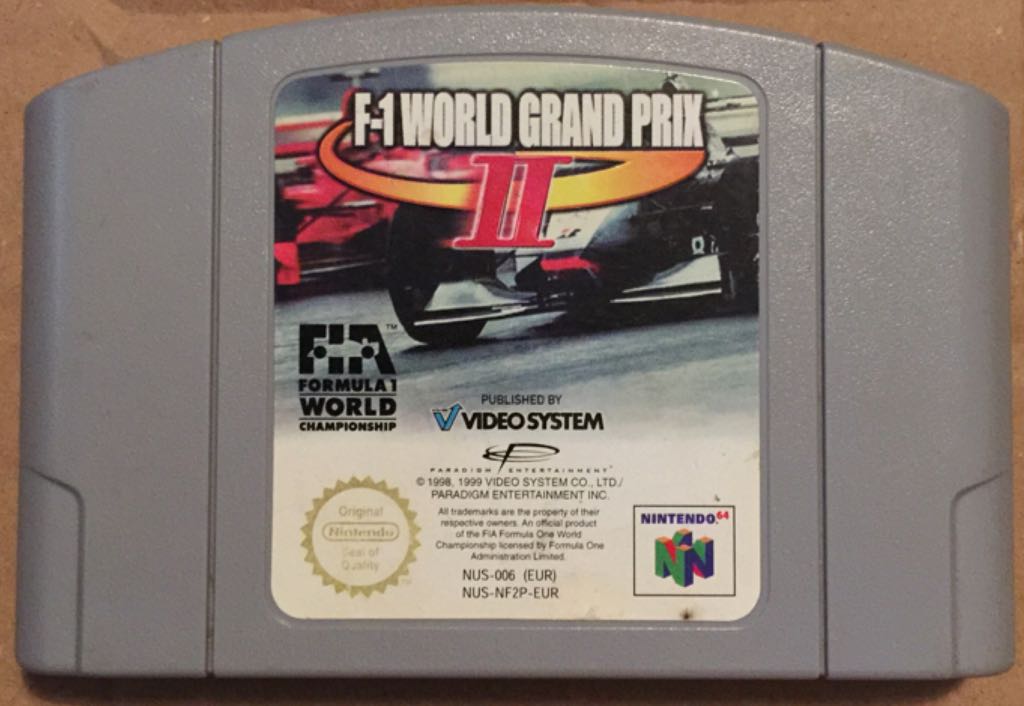 F-1 WORLD GRAND PRIX
II
FIA™
FORMULA 1
WORLD
CHAMPIONSHIP
PUBLISHED BY
VIDEO SYSTEM
PARADIGM ENTERTAINMENT
© 1998, 1999 VIDEO SYSTEM CO., LTD./
PARADIGM ENTERTAINMENT INC.
All trademarks are the property of their
respective owners. An official product
of the FIA Formula One World
Championship licensed by Formula One
Administration Limited.
NUS-006 (EUR)
NUS-NF2P-EUR
Original
Nintendo
Seal of
Quality
NINTENDO 64